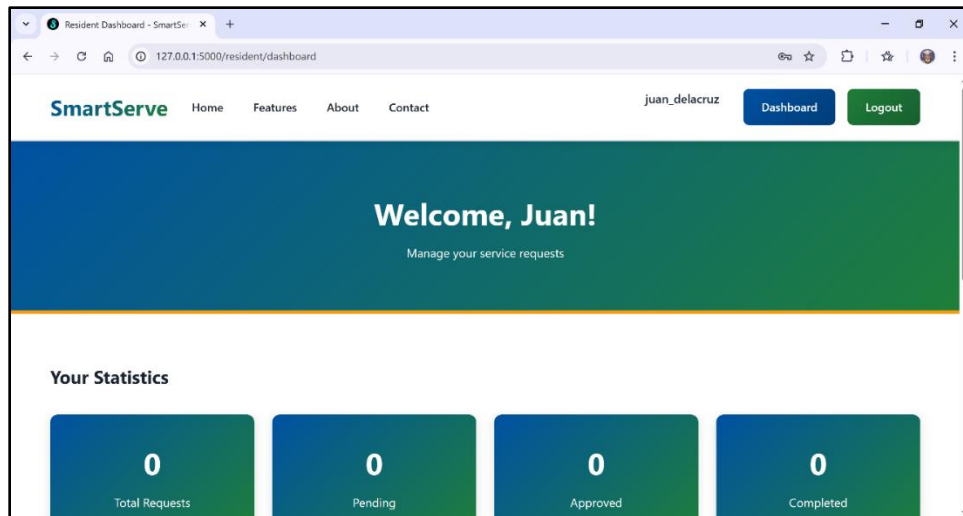 Resident Dashboard - SmartSer
127.0.0.1:5000/resident/dashboard
SmartServe Home Features About Contact juan_delacruz Dashboard Logout
Welcome, Juan!
Manage your service requests
Your Statistics
0 0 0 0
Total Requests Pending Approved Completed